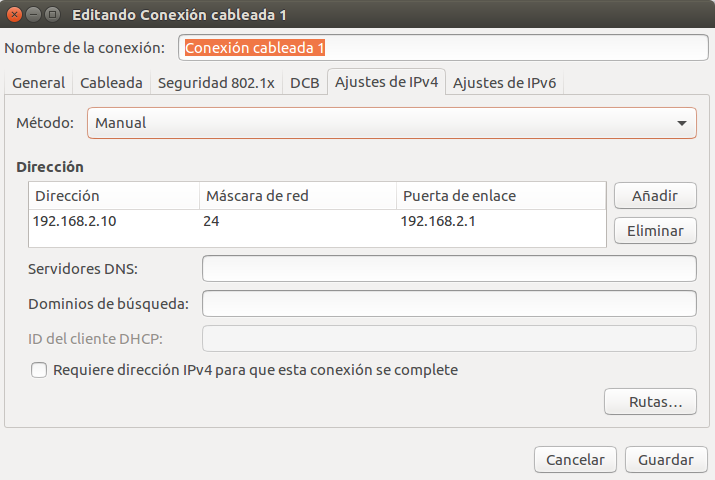 Editando Conexión cableada 1
Nombre de la conexión: Conexión cableada 1
General Cableada Seguridad 802.1x DCB Ajustes de IPv4 Ajustes de IPv6
Método: Manual
Dirección
Dirección Máscara de red Puerta de enlace Añadir
192.168.2.10 24 192.168.2.1
Eliminar
Servidores DNS:
Dominios de búsqueda:
ID del cliente DHCP:
Requiere dirección IPv4 para que esta conexión se complete
Rutas...
Cancelar Guardar